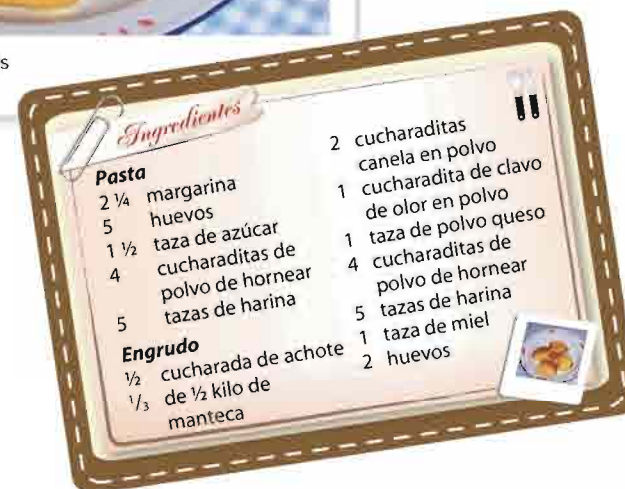 s
Ingredientes
Pasta
2 ¼ margarina
5 huevos
1 ½ taza de azúcar
4 cucharaditas de
polvo de hornear
5 tazas de harina
Engrudo
½ cucharada de achote
⅓ de ½ kilo de
manteca
2 cucharaditas
canela en polvo
1 cucharadita de clavo
de olor en polvo
1 taza de polvo queso
4 cucharaditas de
polvo de hornear
5 tazas de harina
1 taza de miel
2 huevos